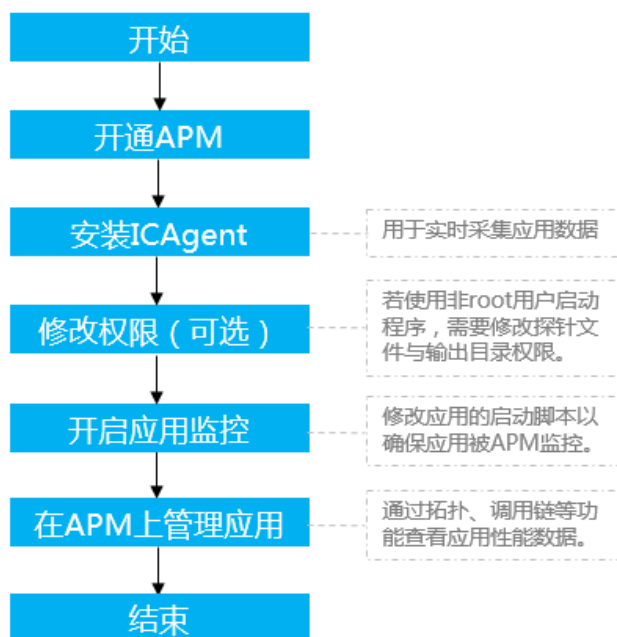 开始
开通APM
安装ICAgent
用于实时采集应用数据
修改权限（可选）
若使用非root用户启动
程序，需要修改探针文
件与输出目录权限。
开启应用监控
修改应用的启动脚本以
确保应用被APM监控。
在APM上管理应用
通过拓扑、调用链等功
能查看应用性能数据。
结束